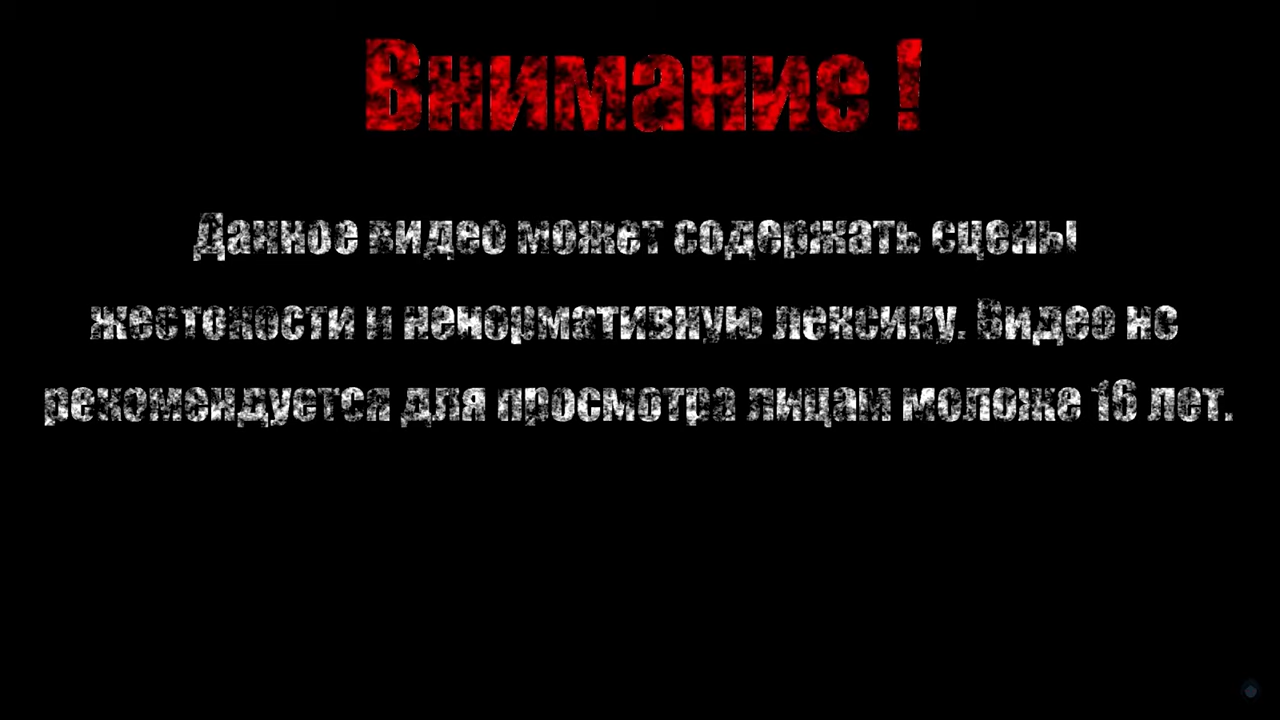 Внимание !
Данное видео может содержать сцены
жестокости и ненормативную лексику. Видео не
рекомендуется для просмотра лицам моложе 16 лет.